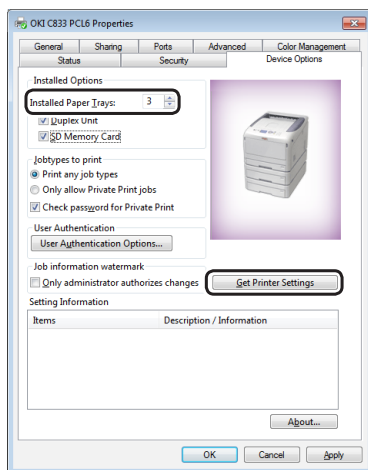 OKI C833 PCL6 Properties
General Sharing Ports Advanced Color Management
Status Security Device Options
Installed Options
Installed Paper Trays: 3
Duplex Unit
SD Memory Card
Jobtypes to print
Print any job types
Only allow Private Print jobs
Check password for Private Print
User Authentication
User Authentication Options...
Job information watermark
Only administrator authorizes changes Get Printer Settings
Setting Information
Items Description / Information
About...
OK Cancel Apply